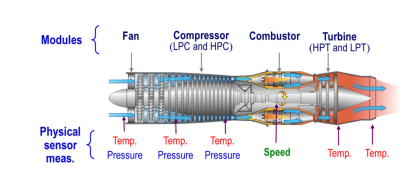 Modules
Fan
Compressor
(LPC and HPC)
Combustor
Turbine
(HPT and LPT)
Physical
sensor
meas.
Temp.
Pressure
Temp.
Pressure
Temp.
Pressure
Speed
Temp.
Temp.